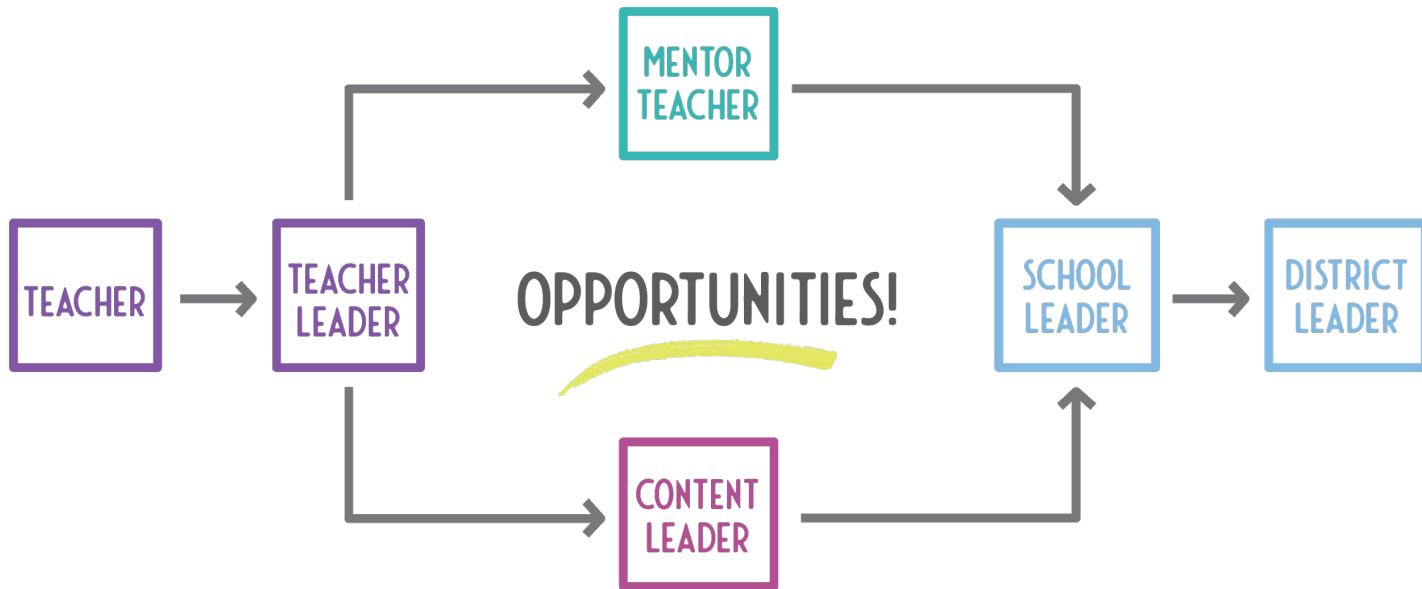 MENTOR
TEACHER
TEACHER
TEACHER
LEADER
OPPORTUNITIES!
SCHOOL
LEADER
DISTRICT
LEADER
CONTENT
LEADER